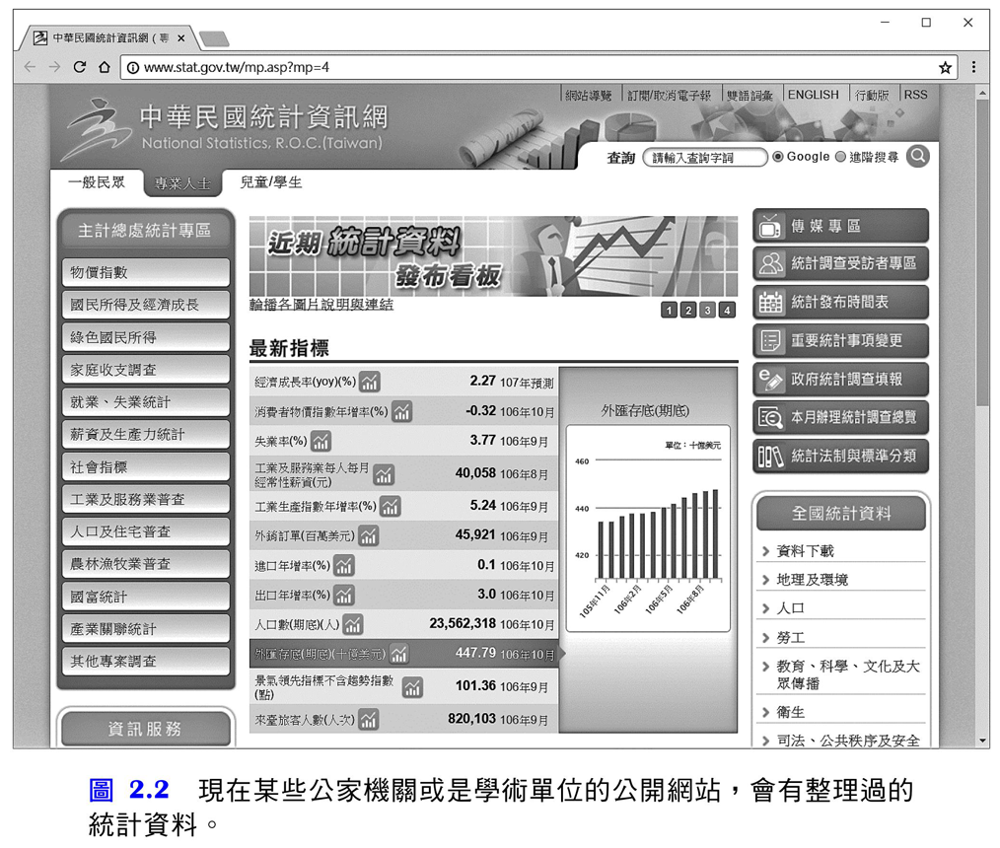 中華民國統計資訊網 ( 專
www.stat.gov.tw/mp.asp?mp=4
網站導覽 訂閱/取消電子報 雙語詞彙 ENGLISH 行動版 RSS
中華民國統計資訊網
National Statistics, R.O.C.(Taiwan)
查詢 請輸入查詢字詞 Google 進階搜尋
一般民眾 專業人士 兒童/學生
主計總處統計專區
物價指數
國民所得及經濟成長
綠色國民所得
家庭收支調查
就業、失業統計
薪資及生產力統計
社會指標
工業及服務業普查
人口及住宅普查
農林漁牧業普查
國富統計
產業關聯統計
其他專案調查
資訊服務
近期統計資料
發布看板
輪播各圖片說明與連結
1 2 3 4
最新指標
經濟成長率(yoy)(%) 2.27 107年預測
消費者物價指數年增率(%) -0.32 106年10月
失業率(%) 3.77 106年9月
工業及服務業每人每月
經常性薪資(元) 40,058 106年8月
工業生產指數年增率(%) 5.24 106年9月
外銷訂單(百萬美元) 45,921 106年9月
進口年增率(%) 0.1 106年10月
出口年增率(%) 3.0 106年10月
人口數(期底)(人) 23,562,318 106年10月
外匯存底(期底)(十億美元) 447.79 106年10月
景氣領先指標不含趨勢指數
(點) 101.36 106年9月
來臺旅客人數(人次) 820,103 106年9月
外匯存底(期底)
單位：十億美元
460
440
420
105年11月 106年2月 106年5月 106年8月
傳媒專區
統計調查受訪者專區
統計發布時間表
重要統計事項變更
政府統計調查填報
本月辦理統計調查總覽
統計法制與標準分類
全國統計資料
資料下載
地理及環境
人口
勞工
教育、科學、文化及大
眾傳播
衛生
司法、公共秩序及安全
圖 2.2 現在某些公家機關或是學術單位的公開網站，會有整理過的
統計資料。